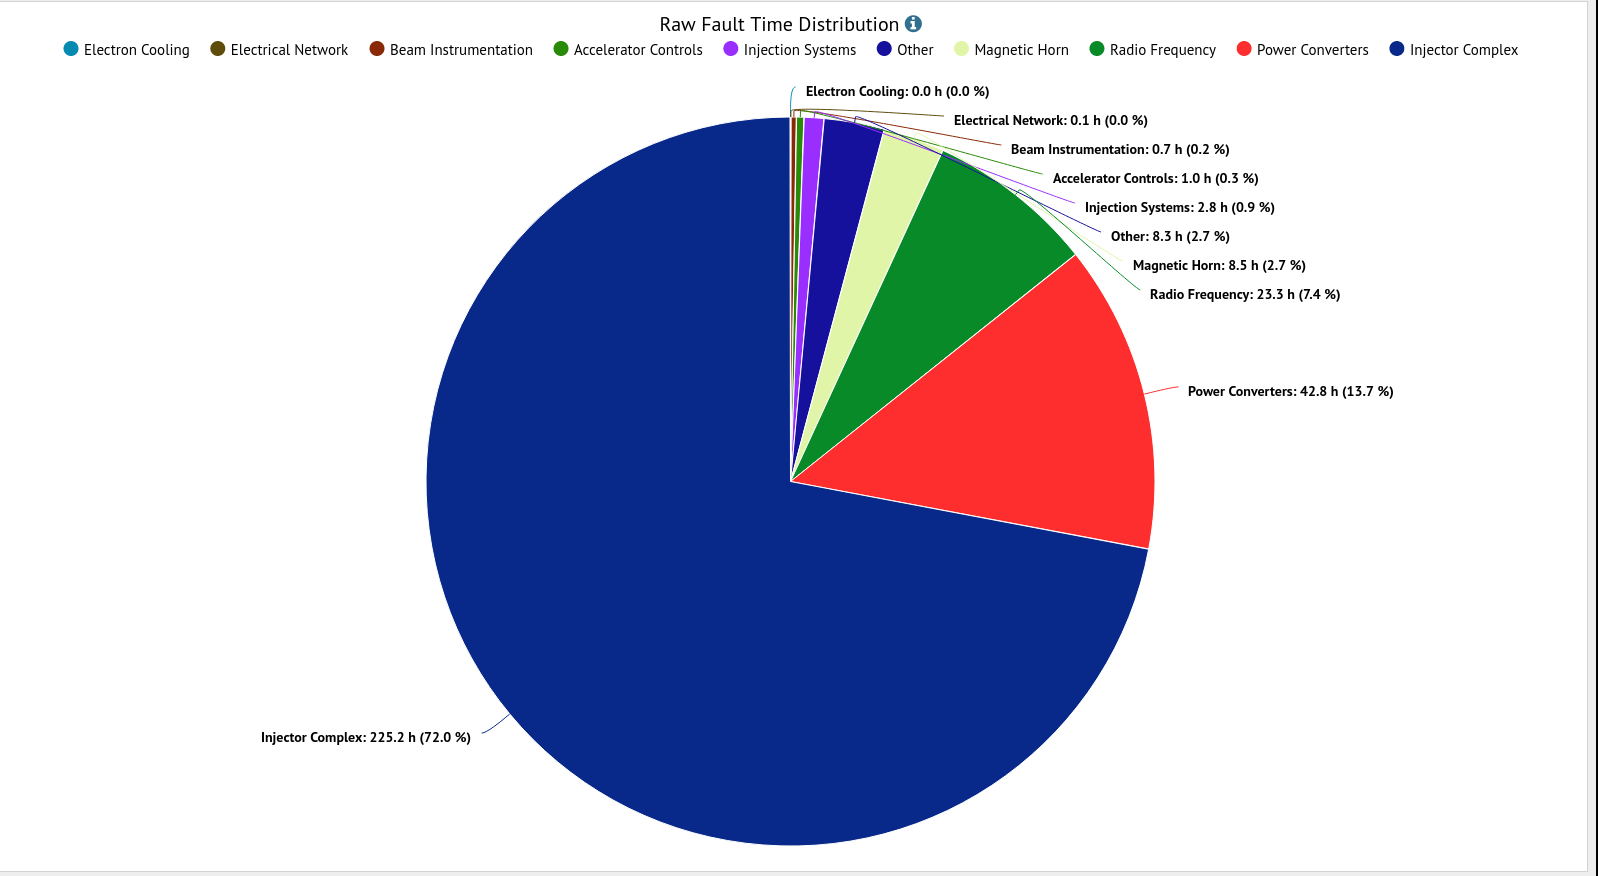 Raw Fault Time Distribution
Electron Cooling Electrical Network Beam Instrumentation Accelerator Controls Injection Systems Other Magnetic Horn Radio Frequency Power Converters Injector Complex
Electron Cooling: 0.0 h (0.0 %)
Electrical Network: 0.1 h (0.0 %)
Beam Instrumentation: 0.7 h (0.2 %)
Accelerator Controls: 1.0 h (0.3 %)
Injection Systems: 2.8 h (0.9 %)
Other: 8.3 h (2.7 %)
Magnetic Horn: 8.5 h (2.7 %)
Radio Frequency: 23.3 h (7.4 %)
Power Converters: 42.8 h (13.7 %)
Injector Complex: 225.2 h (72.0 %)